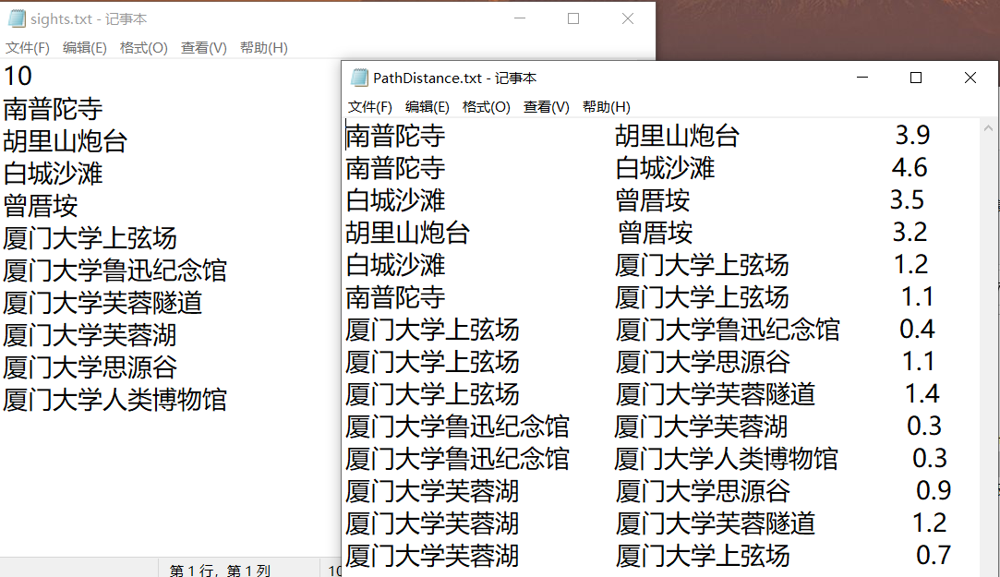 sights.txt - 记事本
文件(F) 编辑(E) 格式(O) 查看(V) 帮助(H)
10
南普陀寺
胡里山炮台
白城沙滩
曾厝垵
厦门大学上弦场
厦门大学鲁迅纪念馆
厦门大学芙蓉隧道
厦门大学芙蓉湖
厦门大学思源谷
厦门大学人类博物馆
第 1 行，第 1 列
10
PathDistance.txt - 记事本
文件(F) 编辑(E) 格式(O) 查看(V) 帮助(H)
南普陀寺 胡里山炮台 3.9
南普陀寺 白城沙滩 4.6
白城沙滩 曾厝垵 3.5
胡里山炮台 曾厝垵 3.2
白城沙滩 厦门大学上弦场 1.2
南普陀寺 厦门大学上弦场 1.1
厦门大学上弦场 厦门大学鲁迅纪念馆 0.4
厦门大学上弦场 厦门大学思源谷 1.1
厦门大学上弦场 厦门大学芙蓉隧道 1.4
厦门大学鲁迅纪念馆 厦门大学芙蓉湖 0.3
厦门大学鲁迅纪念馆 厦门大学人类博物馆 0.3
厦门大学芙蓉湖 厦门大学思源谷 0.9
厦门大学芙蓉湖 厦门大学芙蓉隧道 1.2
厦门大学芙蓉湖 厦门大学上弦场 0.7